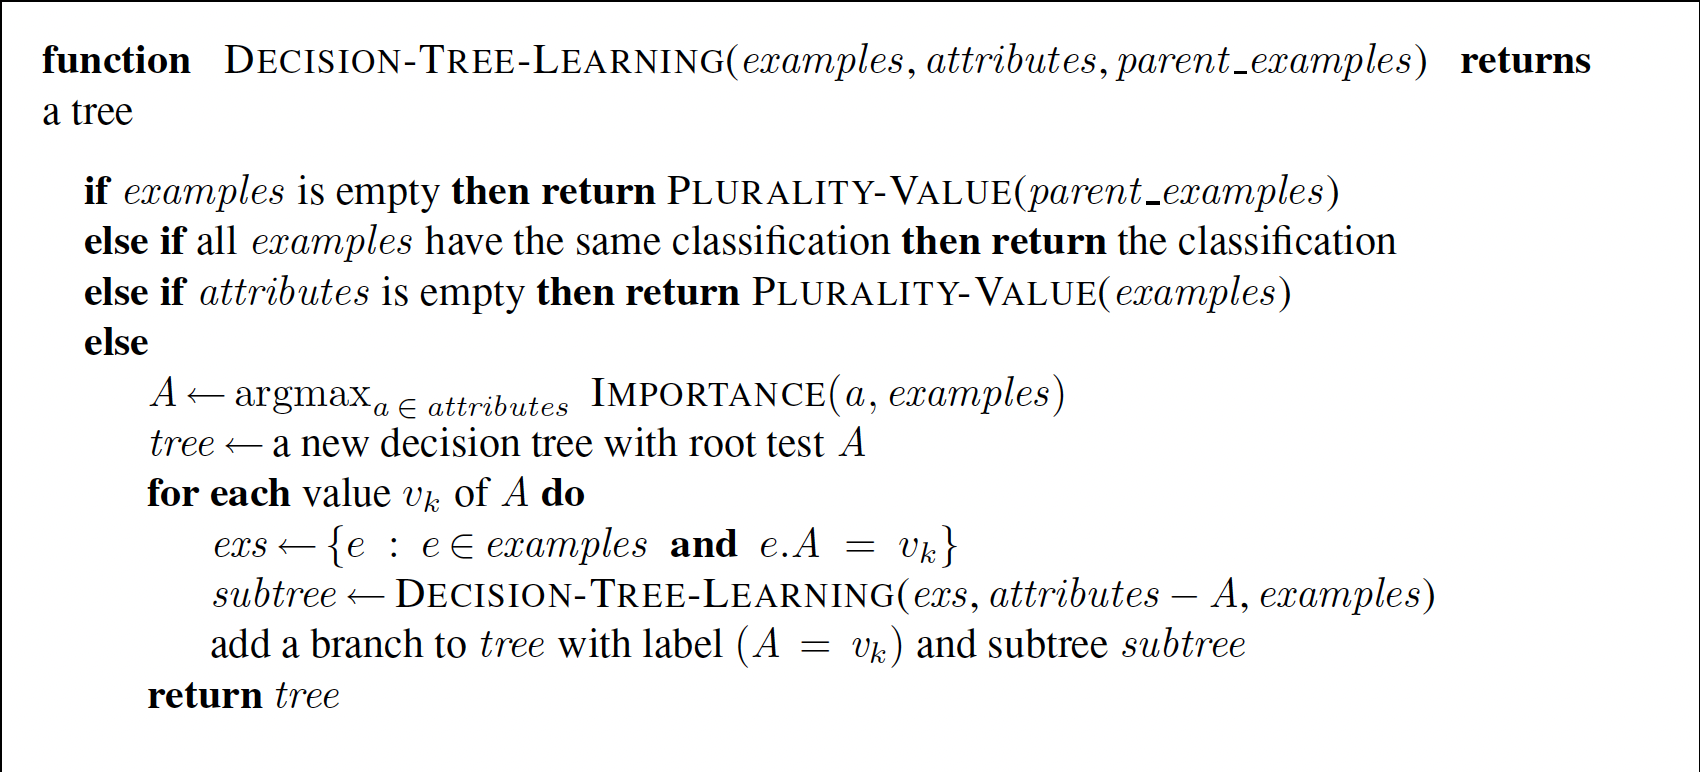 function DECISION-TREE-LEARNING(examples, attributes, parent_examples) returns
a tree
if examples is empty then return PLURALITY-VALUE(parent_examples)
else if all examples have the same classification then return the classification
else if attributes is empty then return PLURALITY-VALUE(examples)
else
A ← argmax_{a ∈ attributes} IMPORTANCE(a, examples)
tree ← a new decision tree with root test A
for each value v_k of A do
exs ← {e : e ∈ examples and e.A = v_k}
subtree ← DECISION-TREE-LEARNING(exs, attributes − A, examples)
add a branch to tree with label (A = v_k) and subtree subtree
return tree